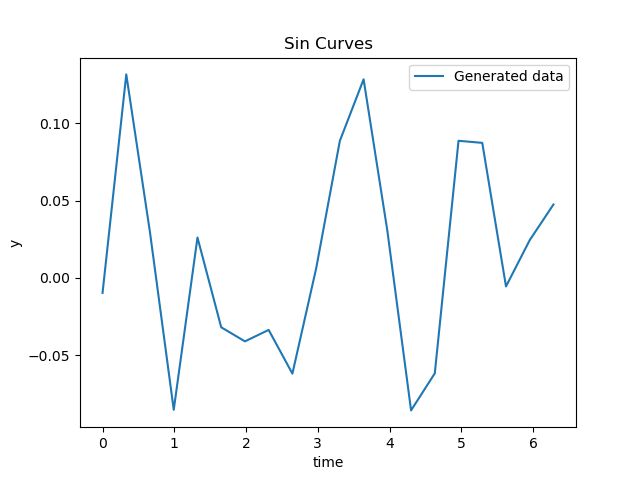 Sin Curves
Generated data
0.10
0.05
0.00
−0.05
y
0 1 2 3 4 5 6
time